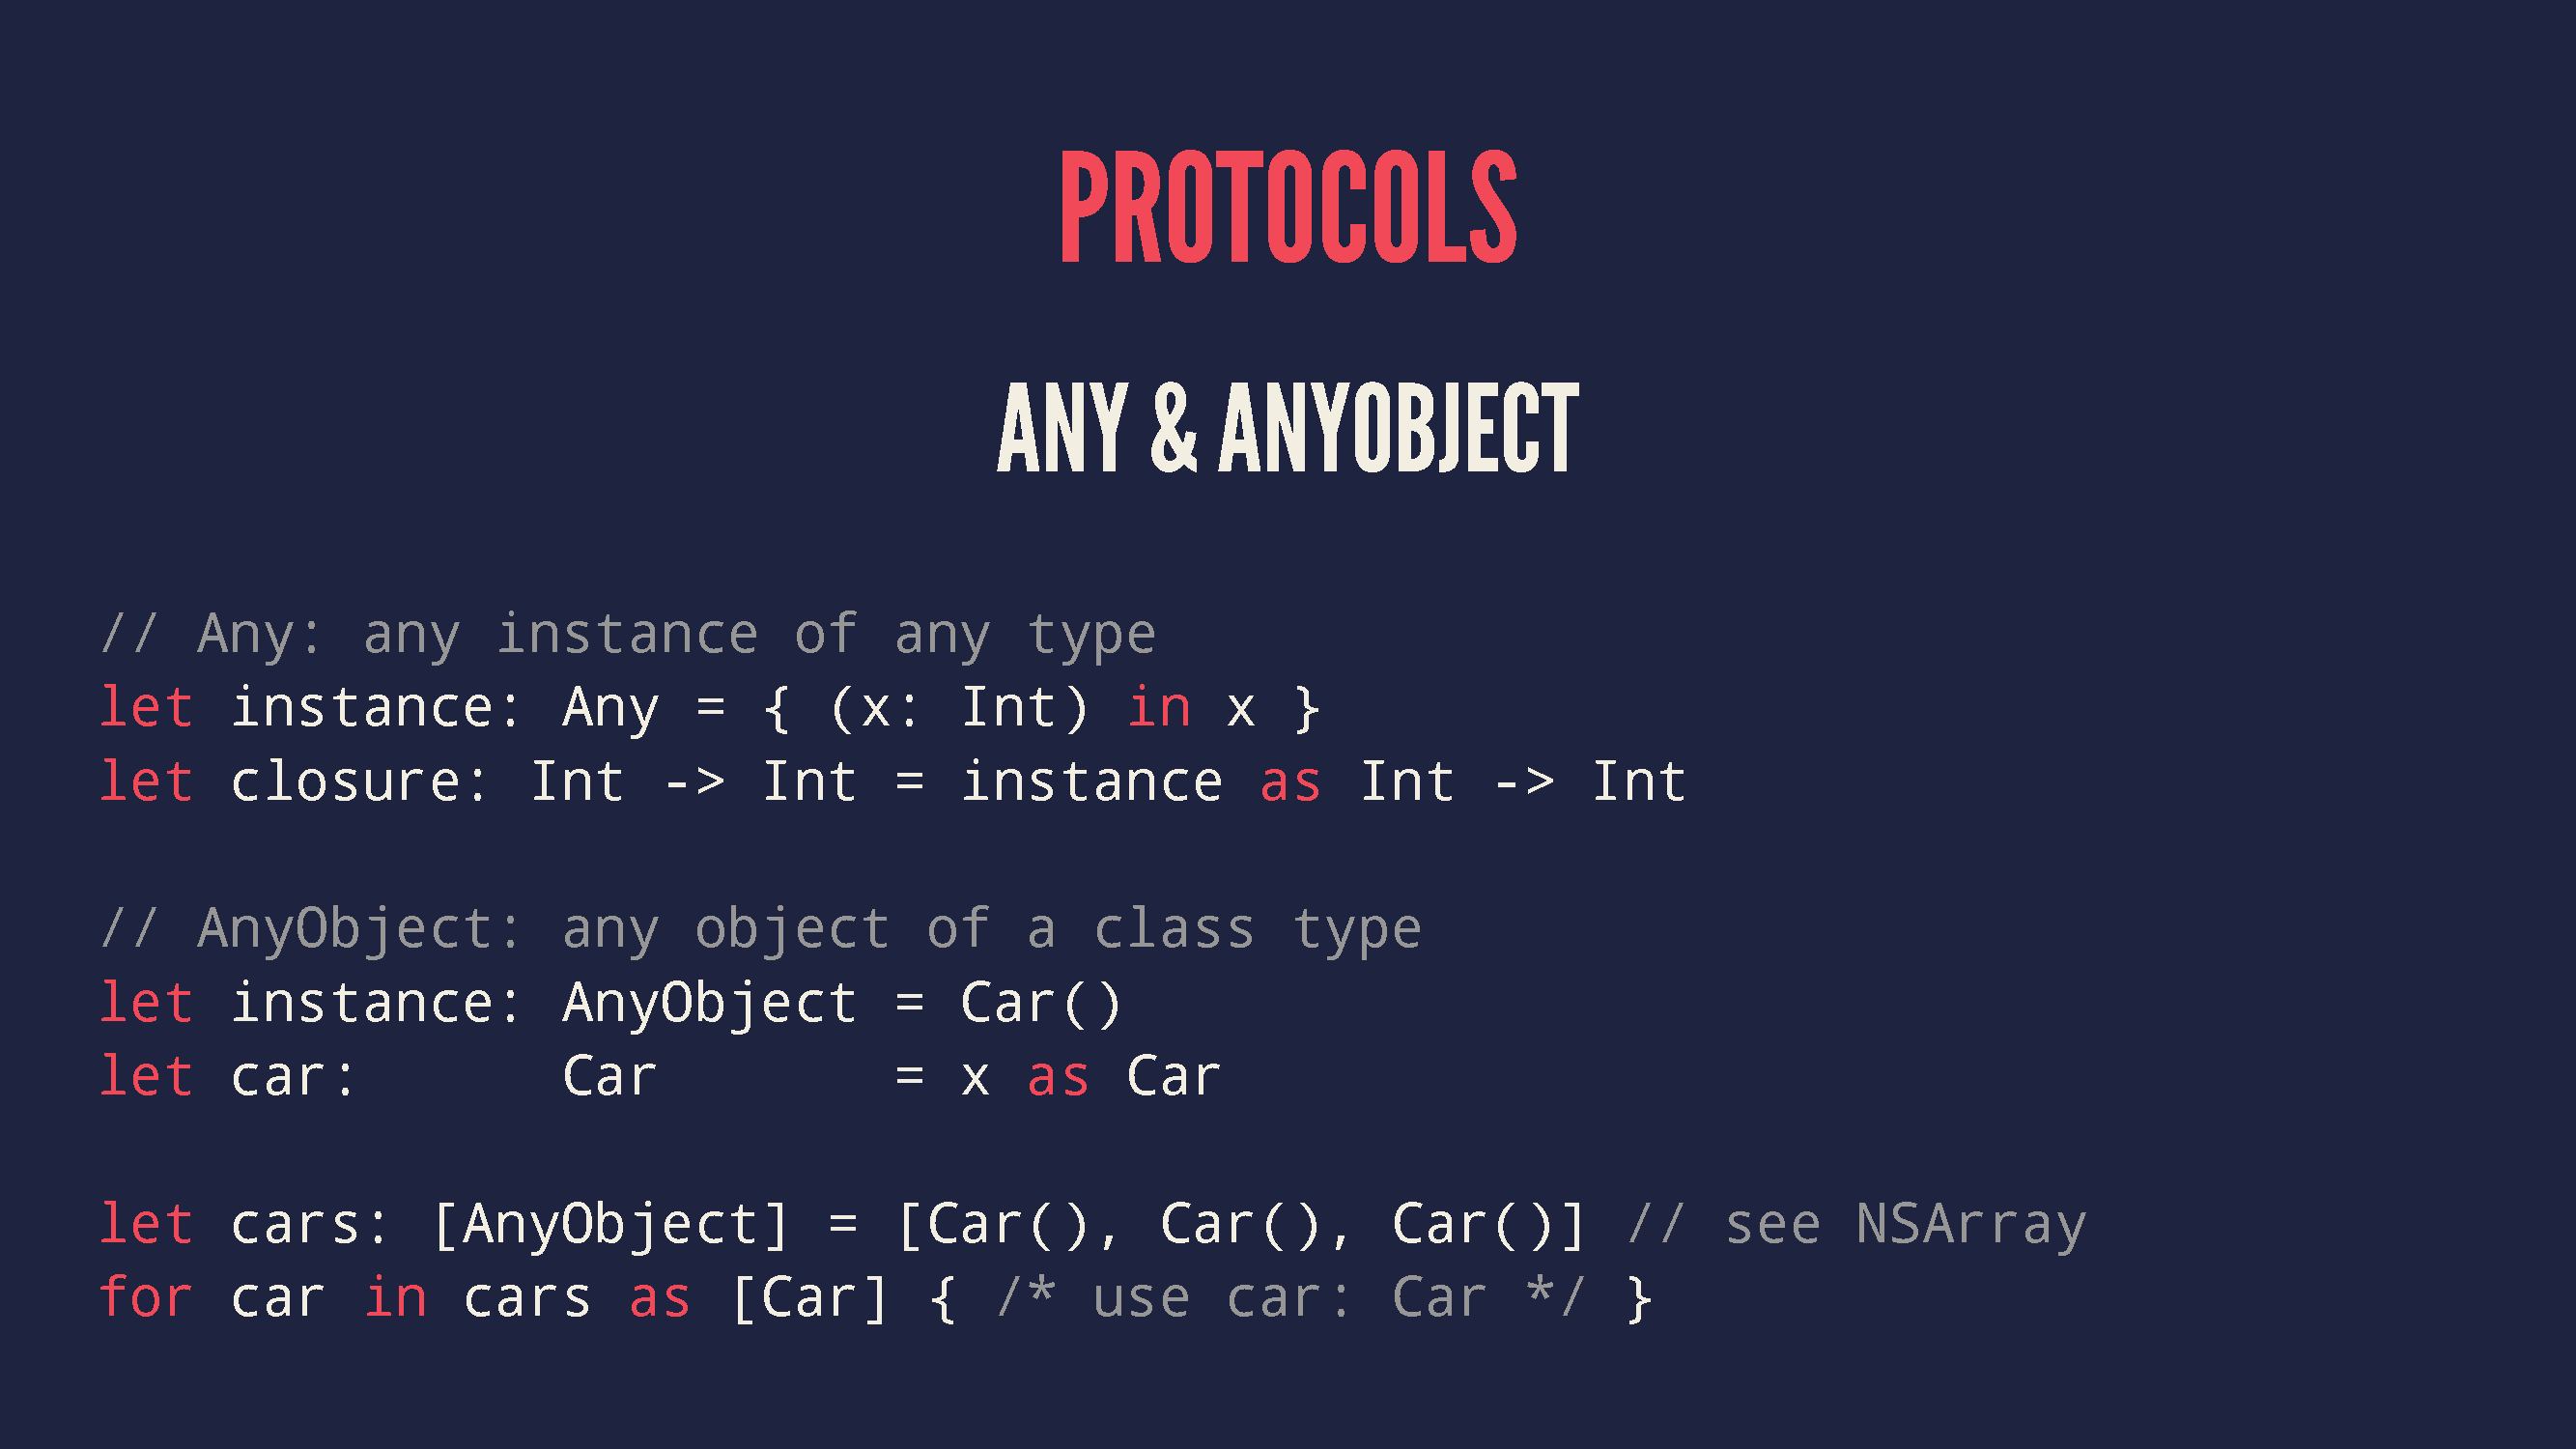 PROTOCOLS
ANY & ANYOBJECT
// Any: any instance of any type
let instance: Any = { (x: Int) in x }
let closure: Int -> Int = instance as Int -> Int
// AnyObject: any object of a class type
let instance: AnyObject = Car()
let car:      Car       = x as Car
let cars: [AnyObject] = [Car(), Car(), Car()] // see NSArray
for car in cars as [Car] { /* use car: Car */ }